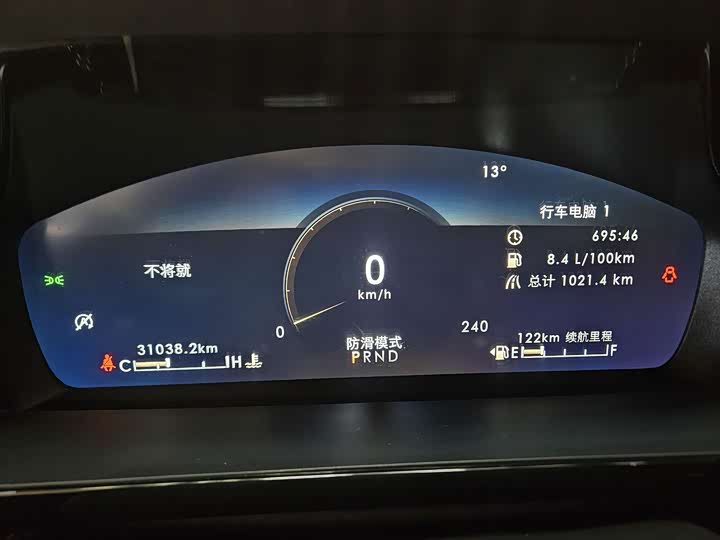 13°
行车电脑 1
695:46
8.4 L/100km
总计 1021.4 km
不将就
0
km/h
0
240
31038.2km
C H
防滑模式
PRND
122km 续航里程
E F